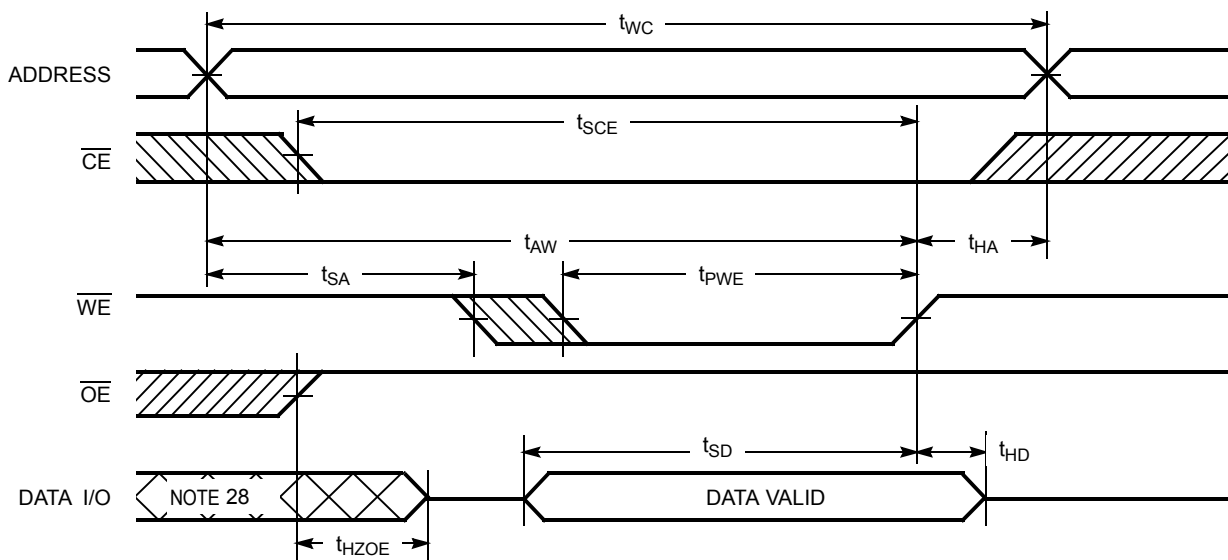 tWC
ADDRESS
tSCE
CE
tAW
tHA
tSA
tPWE
WE
OE
tSD
tHD
DATA I/O
NOTE 28
DATA VALID
tHZOE